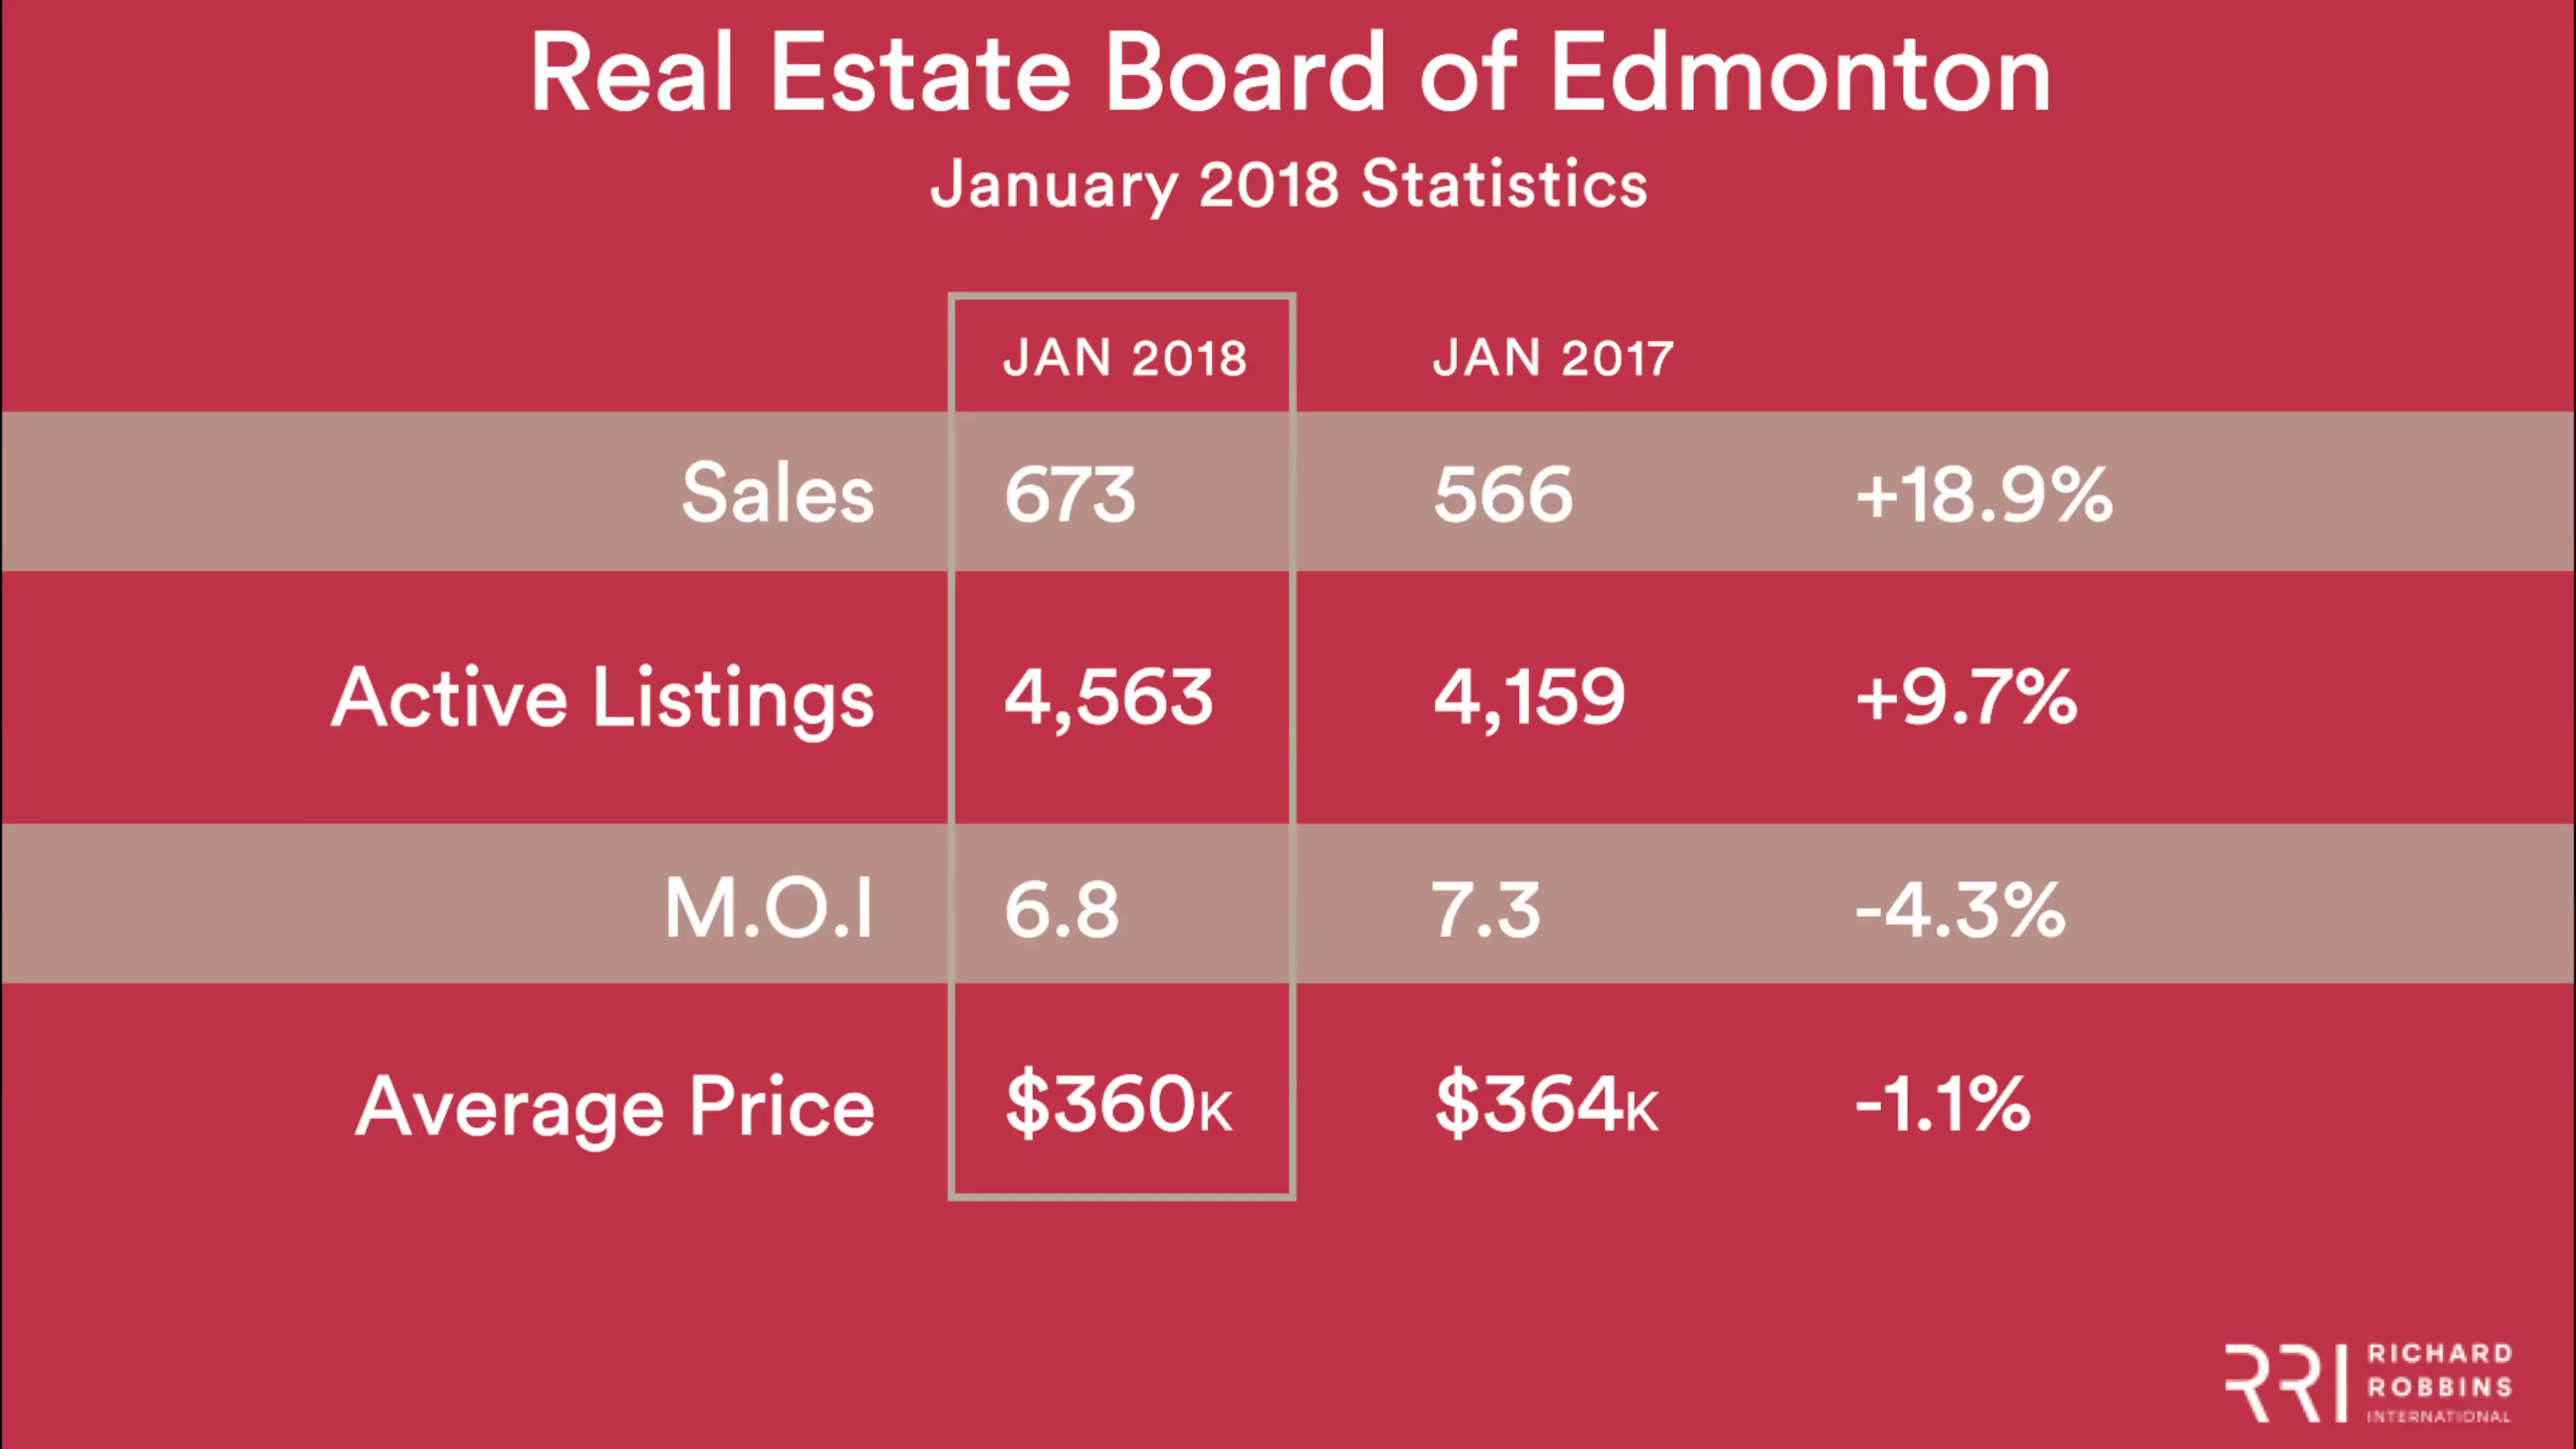 Real Estate Board of Edmonton
January 2018 Statistics
JAN 2018 JAN 2017
Sales 673 566 +18.9%
Active Listings 4,563 4,159 +9.7%
M.O.I 6.8 7.3 -4.3%
Average Price $360K $364K -1.1%
RRI
RICHARD
ROBBINS
INTERNATIONAL